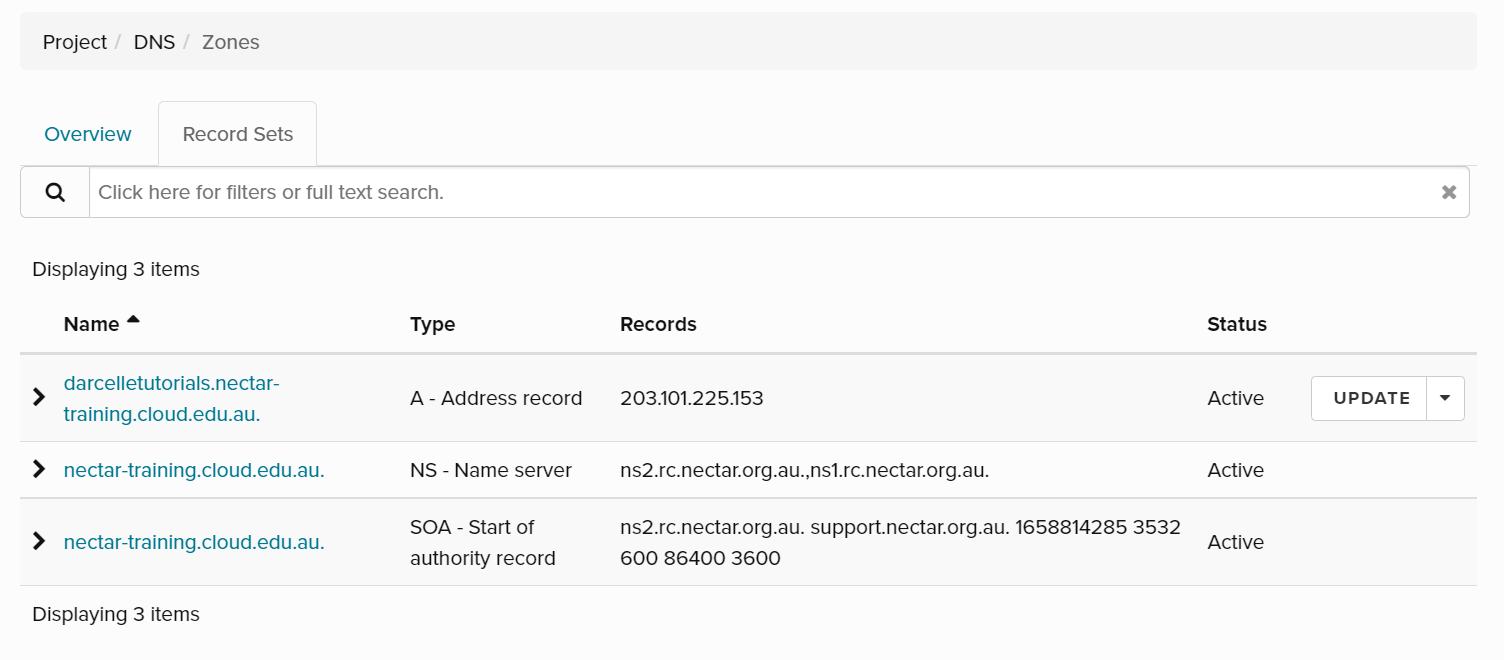 Project / DNS / Zones
Overview Record Sets
Click here for filters or full text search.
Displaying 3 items
Name Type Records Status
darcelletutorials.nectar-
training.cloud.edu.au. A - Address record 203.101.225.153 Active UPDATE
nectar-training.cloud.edu.au. NS - Name server ns2.rc.nectar.org.au.,ns1.rc.nectar.org.au. Active
nectar-training.cloud.edu.au. SOA - Start of
authority record ns2.rc.nectar.org.au. support.nectar.org.au. 1658814285 3532
600 86400 3600 Active
Displaying 3 items